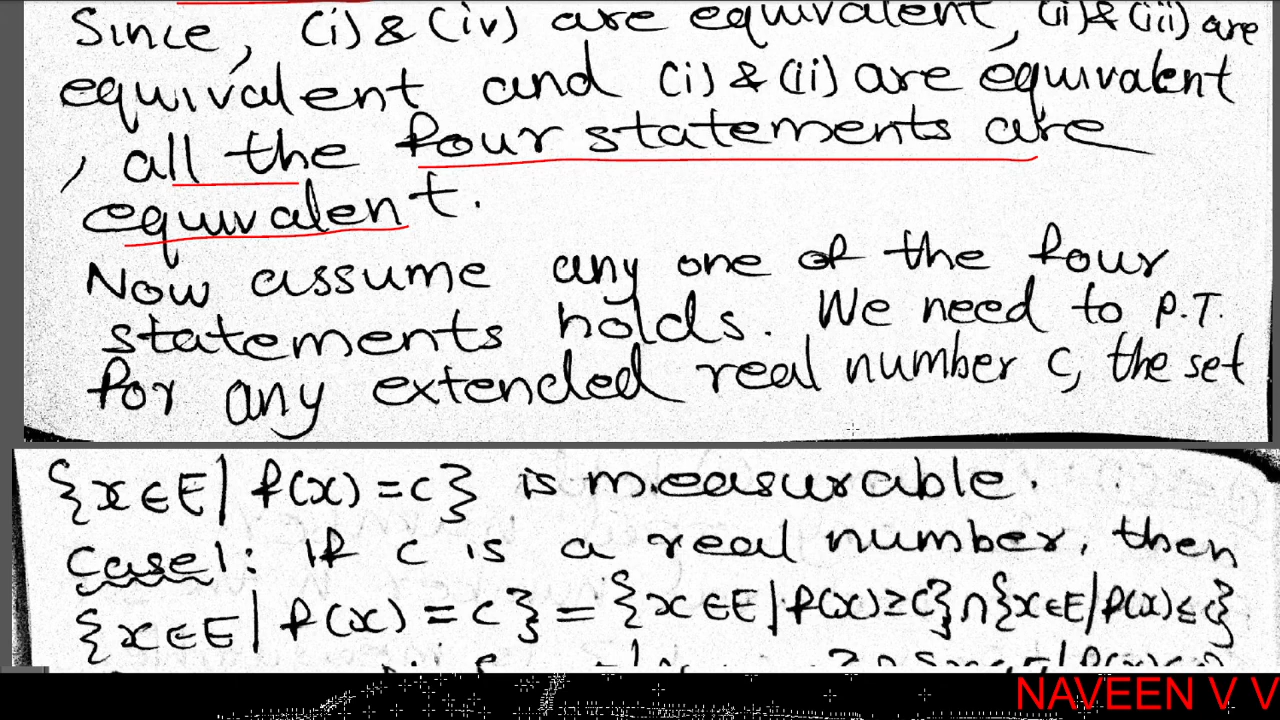 Since, (i) & (iv) are equivalent, (ii) & (iii) are
equivalent and (i) & (ii) are equivalent
, all the four statements are
equivalent.
Now assume any one of the four
statements holds. We need to P.T.
for any extended real number c, the set
{x∈E| f(x) = c} is measurable.
Case1: If c is a real number, then
{x∈E| f(x) = c} = {x∈E| f(x)≥c}∩{x∈E| f(x)≤c}
NAVEEN V V